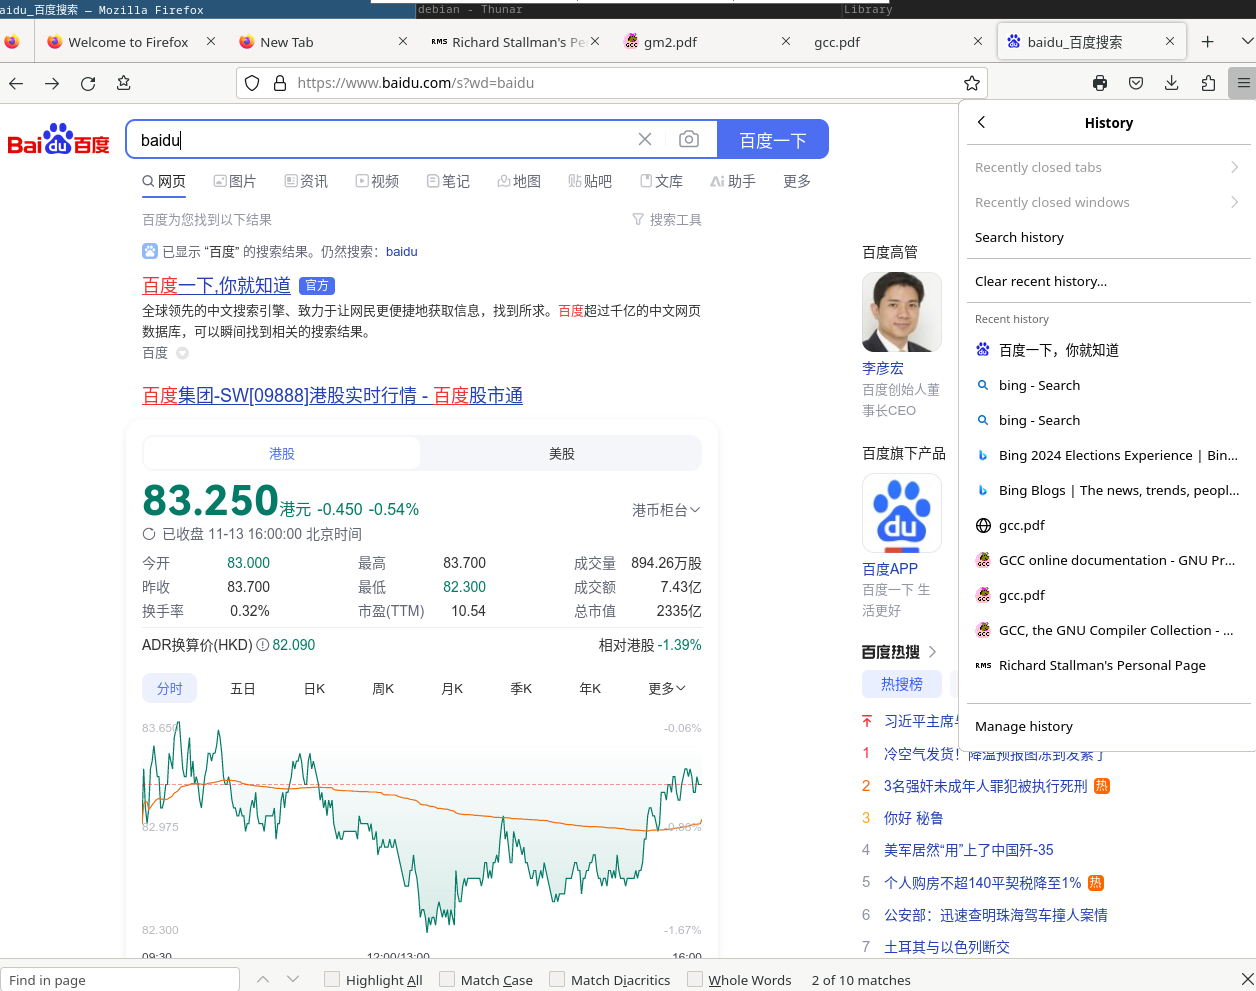 aidu_百度搜索 — Mozilla Firefox
debian - Thunar
Library
Welcome to Firefox
New Tab
RMS Richard Stallman's Pe
gm2.pdf
gcc.pdf
baidu_百度搜索
https://www.baidu.com/s?wd=baidu
Bai du 百度
baidu
百度一下
网页 图片 资讯 视频 笔记 地图 贴吧 文库 Ai 助手 更多
百度为您找到以下结果
搜索工具
已显示 “百度” 的搜索结果。仍然搜索：baidu
百度一下,你就知道 官方
全球领先的中文搜索引擎、致力于让网民更便捷地获取信息，找到所求。百度超过千亿的中文网页
数据库，可以瞬间找到相关的搜索结果。
百度
百度集团-SW[09888]港股实时行情 - 百度股市通
港股 美股
83.250港元 -0.450 -0.54%
港币柜台
已收盘 11-13 16:00:00 北京时间
今开 83.000 最高 83.700 成交量 894.26万股
昨收 83.700 最低 82.300 成交额 7.43亿
换手率 0.32% 市盈(TTM) 10.54 总市值 2335亿
ADR换算价(HKD) 82.090 相对港股 -1.39%
分时 五日 日K 周K 月K 季K 年K 更多
83.650 -0.06%
82.975 -0.86%
82.300 -1.67%
09:30 12:00/13:00 16:00
百度高管
李彦宏
百度创始人董
事长CEO
百度旗下产品
du
百度APP
百度一下 生
活更好
百度热搜
热搜榜
习近平主席
1 冷空气发货！降温预报图冻到发紫了
2 3名强奸未成年人罪犯被执行死刑 热
3 你好 秘鲁
4 美军居然“用”上了中国歼-35
5 个人购房不超140平契税降至1% 热
6 公安部：迅速查明珠海驾车撞人案情
7 土耳其与以色列断交
History
Recently closed tabs
Recently closed windows
Search history
Clear recent history...
Recent history
百度一下，你就知道
bing - Search
bing - Search
Bing 2024 Elections Experience | Bin...
Bing Blogs | The news, trends, peopl...
gcc.pdf
GCC online documentation - GNU Pr...
gcc.pdf
GCC, the GNU Compiler Collection - ...
RMS Richard Stallman's Personal Page
Manage history
Find in page
Highlight All
Match Case
Match Diacritics
Whole Words
2 of 10 matches